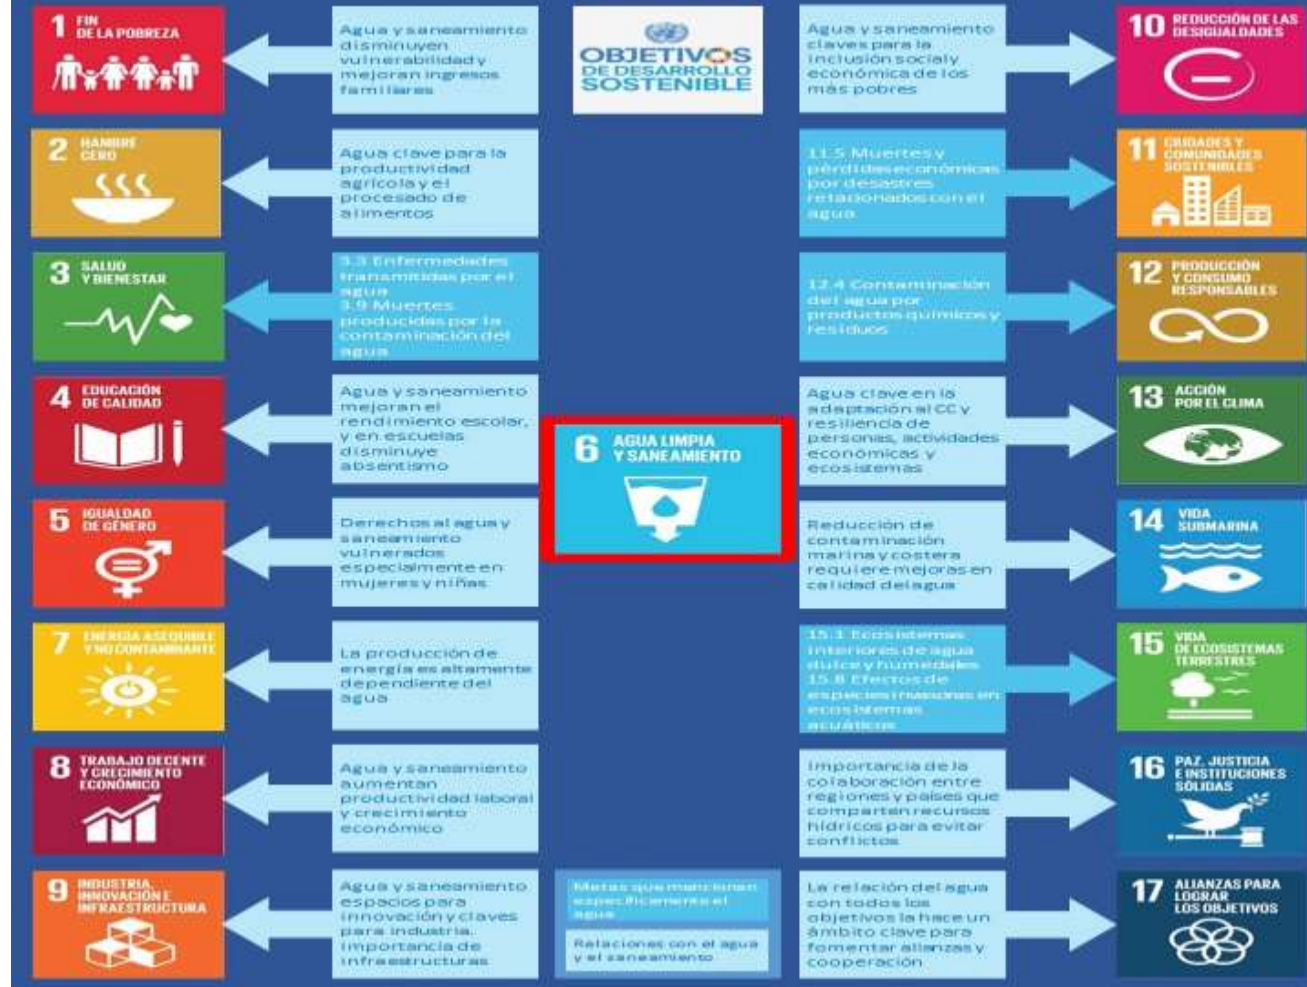 1 FIN
DE LA POBREZA
Agua y saneamiento
disminuyen
vulnerabilidad y
mejoran ingresos
familiares
OBJETIVOS
DE DESARROLLO
SOSTENIBLE
Agua y saneamiento
claves para la
inclusión social y
económica de los
más pobres
10 REDUCCIÓN DE LAS
DESIGUALDADES
2 HAMBRE
CERO
Agua clave para la
productividad
agrícola y el
procesado de
alimentos
11.5 Muertes y
pérdidas económicas
por desastres
relacionados con el
agua
11 CIUDADES Y
COMUNIDADES
SOSTENIBLES
3 SALUD
Y BIENESTAR
3.3 Enfermedades
transmitidas por el
agua
3.9 Muertes
producidas por la
contaminación del
agua
12.4 Contaminación
del agua por
productos químicos y
residuos
12 PRODUCCIÓN
Y CONSUMO
RESPONSABLES
4 EDUCACIÓN
DE CALIDAD
Agua y saneamiento
mejoran el
rendimiento escolar,
y en escuelas
disminuye
absentismo
6 AGUA LIMPIA
Y SANEAMIENTO
Agua clave en la
adaptación al CC y
resiliencia de
personas, actividades
económicas y
ecosistemas
13 ACCIÓN
POR EL CLIMA
5 IGUALDAD
DE GÉNERO
Derechos al agua y
saneamiento
vulnerados
especialmente en
mujeres y niñas
Reducción de
contaminación
marina y costera
requiere mejoras en
calidad del agua
14 VIDA
SUBMARINA
7 ENERGÍA ASEQUIBLE
Y NO CONTAMINANTE
La producción de
energía es altamente
dependiente del
agua
15.1 Ecosistemas
interiores de agua
dulce y humedales
15.8 Efectos de
especies invasoras en
ecosistemas
acuáticos
15 VIDA
DE ECOSISTEMAS
TERRESTRES
8 TRABAJO DECENTE
Y CRECIMIENTO
ECONÓMICO
Agua y saneamiento
aumentan
productividad laboral
y crecimiento
económico
Importancia de la
colaboración entre
regiones y países que
comparten recursos
hídricos para evitar
conflictos
16 PAZ, JUSTICIA
E INSTITUCIONES
SÓLIDAS
9 INDUSTRIA,
INNOVACIÓN E
INFRAESTRUCTURA
Agua y saneamiento
espacios para
innovación y claves
para industria.
Importancia de
infraestructuras
Metas que mencionan
específicamente el
agua
Relaciones con el agua
y el saneamiento
La relación del agua
con todos los
objetivos la hace un
ámbito clave para
fomentar alianzas y
cooperación
17 ALIANZAS PARA
LOGRAR
LOS OBJETIVOS